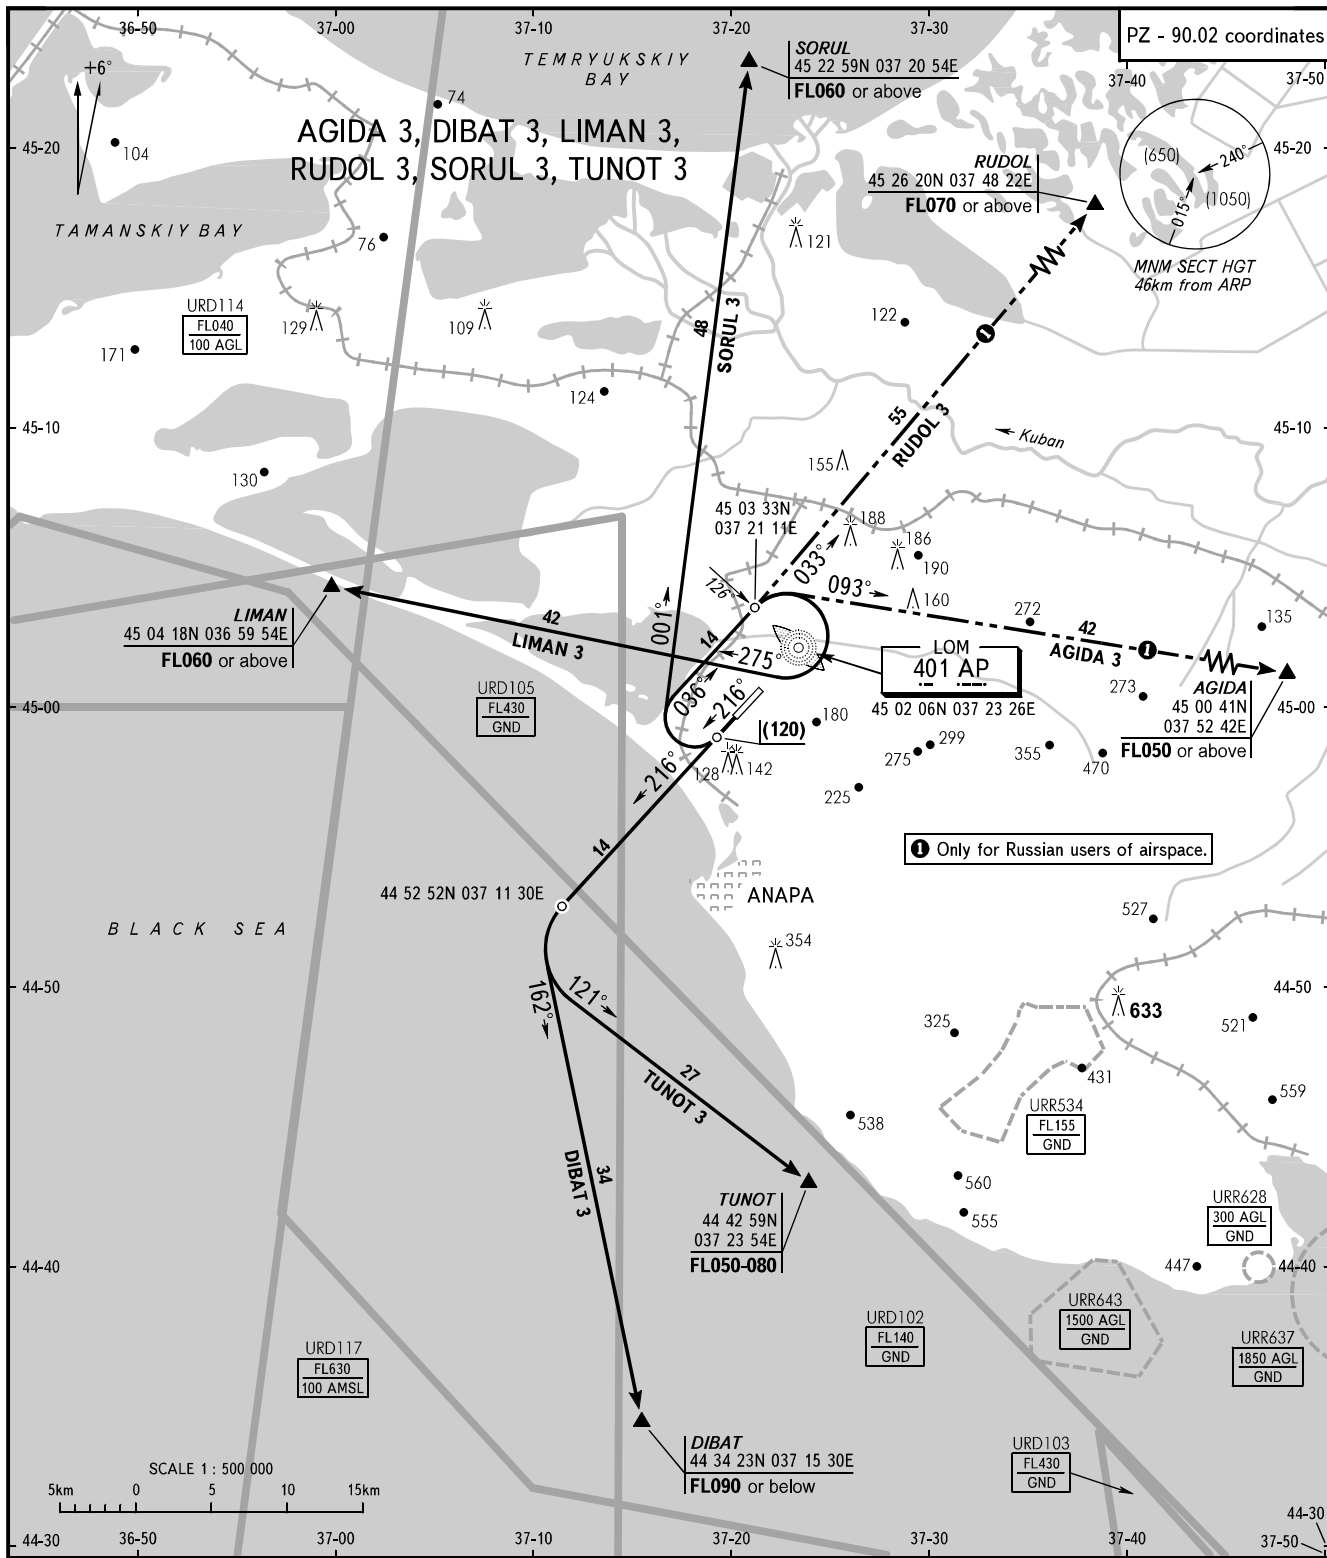 36-50
37-00
37-10
37-20
37-30
PZ - 90.02 coordinates
37-40
37-50
+6°
TEMRYUKSKIY
BAY
SORUL
45 22 59N 037 20 54E
FL060 or above
74
104
45-20
AGIDA 3, DIBAT 3, LIMAN 3,
RUDOL 3, SORUL 3, TUNOT 3
RUDOL
45 26 20N 037 48 22E
FL070 or above
(650)
240°
(1050)
015°
45-20
MNM SECT HGT
46km from ARP
TAMANSKIY BAY
76
121
URD114
FL040
100 AGL
129
109
122
171
48
SORUL 3
1
124
45-10
55
RUDOL 3
Kuban
45-10
130
155
45 03 33N
037 21 11E
188
186
190
033°
126°
093°
160
272
135
LIMAN
45 04 18N 036 59 54E
FL060 or above
42
LIMAN 3
001°
14
275°
42
AGIDA 3
1
LOM
401 AP
45 02 06N 037 23 26E
036°
216°
273
AGIDA
45 00 41N
037 52 42E
FL050 or above
45-00
45-00
URD105
FL430
GND
(120)
180
299
275
355
470
128
142
216°
225
14
1 Only for Russian users of airspace.
44 52 52N 037 11 30E
ANAPA
BLACK SEA
527
354
44-50
162°
121°
44-50
633
325
521
431
559
27
TUNOT 3
URR534
FL155
GND
538
34
DIBAT 3
560
555
TUNOT
44 42 59N
037 23 54E
FL050-080
URR628
300 AGL
GND
44-40
447
44-40
URD102
FL140
GND
URR643
1500 AGL
GND
URR637
1850 AGL
GND
URD117
FL630
100 AMSL
DIBAT
44 34 23N 037 15 30E
FL090 or below
URD103
FL430
GND
SCALE 1 : 500 000
5km
0
5
10
15km
44-30
36-50
37-00
37-10
37-20
37-30
37-40
44-30
37-50